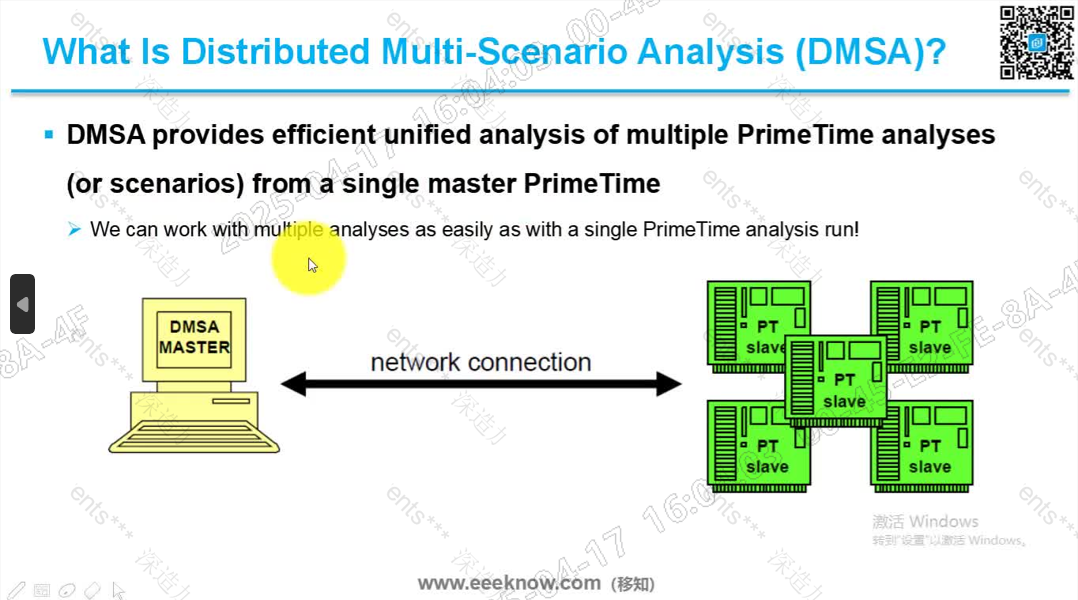 What Is Distributed Multi-Scenario Analysis (DMSA)?
DMSA provides efficient unified analysis of multiple PrimeTime analyses
(or scenarios) from a single master PrimeTime
We can work with multiple analyses as easily as with a single PrimeTime analysis run!
DMSA
MASTER
network connection
PT
slave
PT
slave
PT
slave
PT
slave
PT
slave
激活 Windows
转到"设置"以激活 Windows。
www.eeeknow.com（移知）